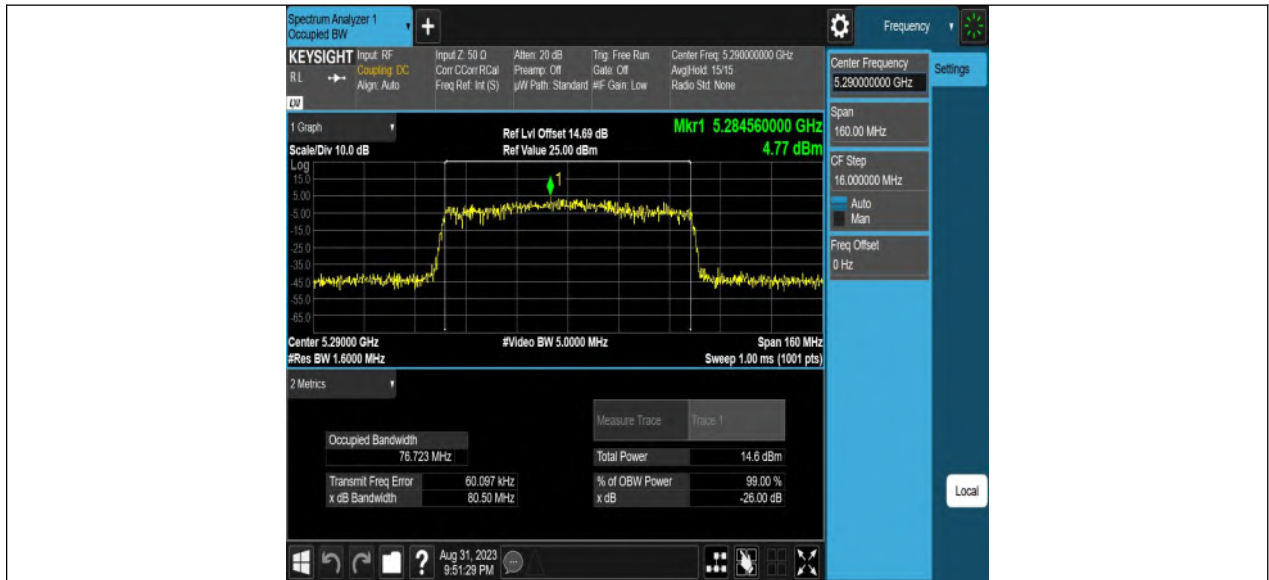 Spectrum Analyzer 1
Occupied BW
+
Frequency
KEYSIGHT
Input: RF
Coupling: DC
Align: Auto
RL
LXI
Input Z: 50 Ω
Corr CCorr RCal
Freq Ref: Int (S)
Atten: 20 dB
Preamp: Off
µW Path: Standard
Trig: Free Run
Gate: Off
#IF Gain: Low
Center Freq: 5.290000000 GHz
Avg|Hold: 15/15
Radio Std: None
Center Frequency
5.290000000 GHz
Settings
Span
160.00 MHz
CF Step
16.000000 MHz
Auto
Man
Freq Offset
0 Hz
Local
1 Graph
Scale/Div 10.0 dB
Ref Lvl Offset 14.69 dB
Ref Value 25.00 dBm
Mkr1 5.284560000 GHz
4.77 dBm
Log
15.0
5.00
-5.00
-15.0
-25.0
-35.0
-45.0
-55.0
-65.0
1
Center 5.29000 GHz
#Res BW 1.6000 MHz
#Video BW 5.0000 MHz
Span 160 MHz
Sweep 1.00 ms (1001 pts)
2 Metrics
Measure Trace
Trace 1
Occupied Bandwidth
76.723 MHz
Total Power
14.6 dBm
Transmit Freq Error
60.097 kHz
% of OBW Power
99.00 %
x dB Bandwidth
80.50 MHz
x dB
-26.00 dB
?
Aug 31, 2023
9:51:29 PM